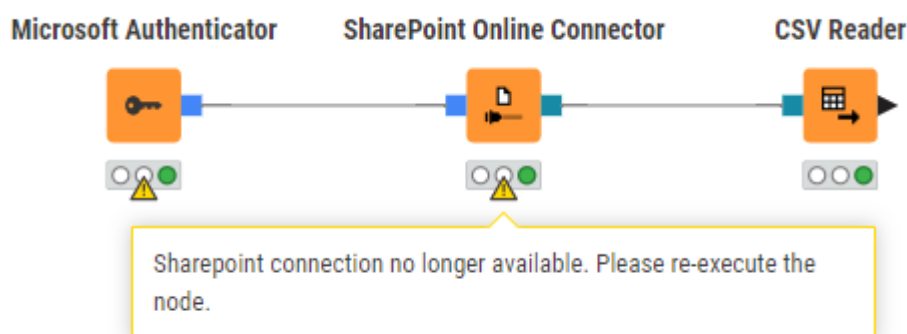 Microsoft Authenticator
SharePoint Online Connector
CSV Reader
Sharepoint connection no longer available. Please re-execute the
node.